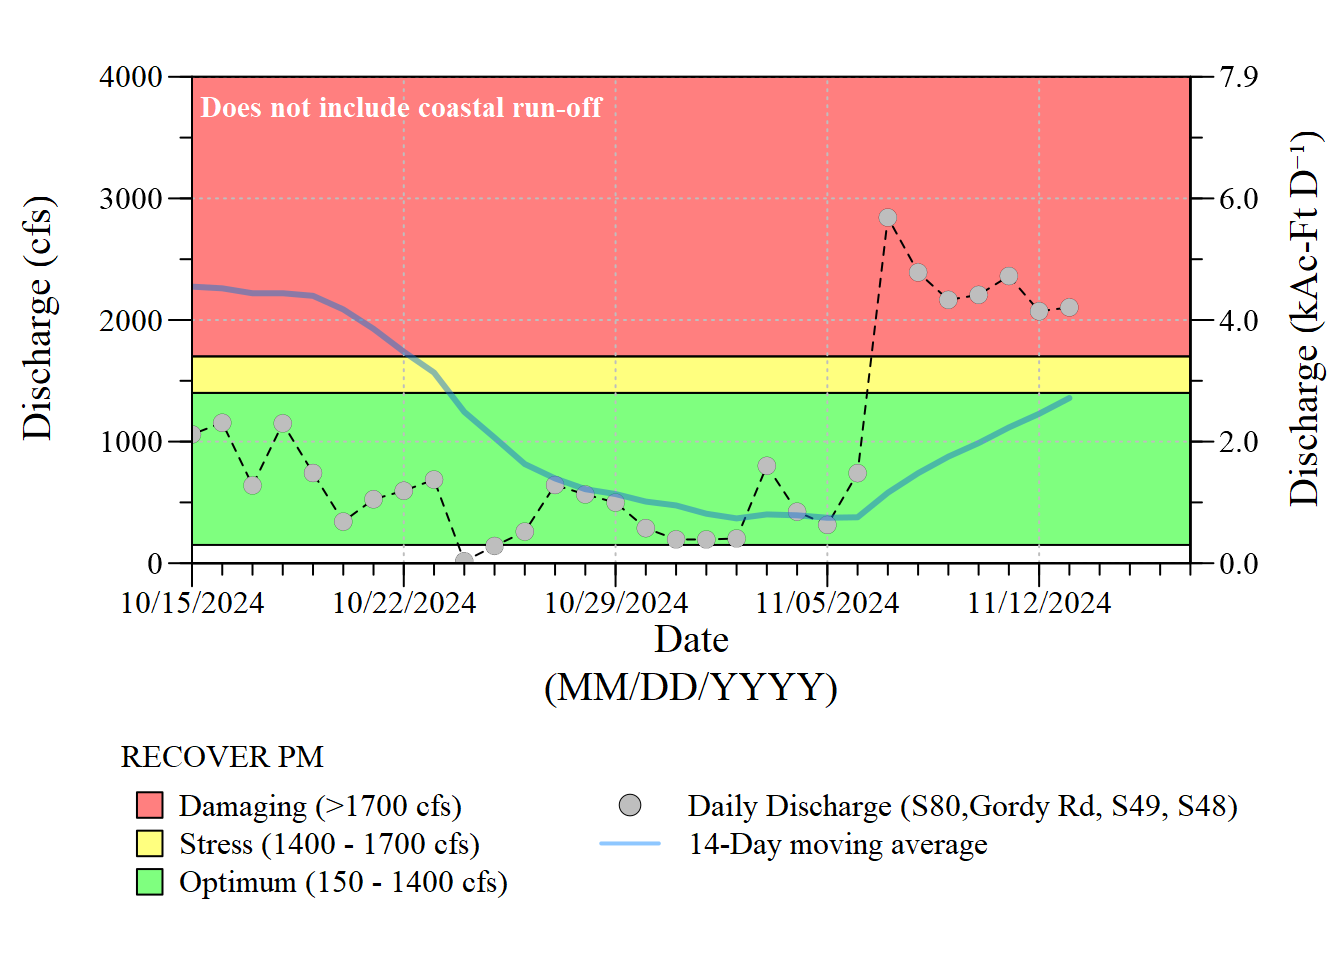 4000
7.9
Does not include coastal run-off
3000
6.0
Discharge (cfs)
Discharge (kAc-Ft D⁻¹)
2000
4.0
1000
2.0
0
0.0
10/15/2024 10/22/2024 10/29/2024 11/05/2024 11/12/2024
Date
(MM/DD/YYYY)
RECOVER PM
Damaging (>1700 cfs)
Stress (1400 - 1700 cfs)
Optimum (150 - 1400 cfs)
Daily Discharge (S80,Gordy Rd, S49, S48)
14-Day moving average